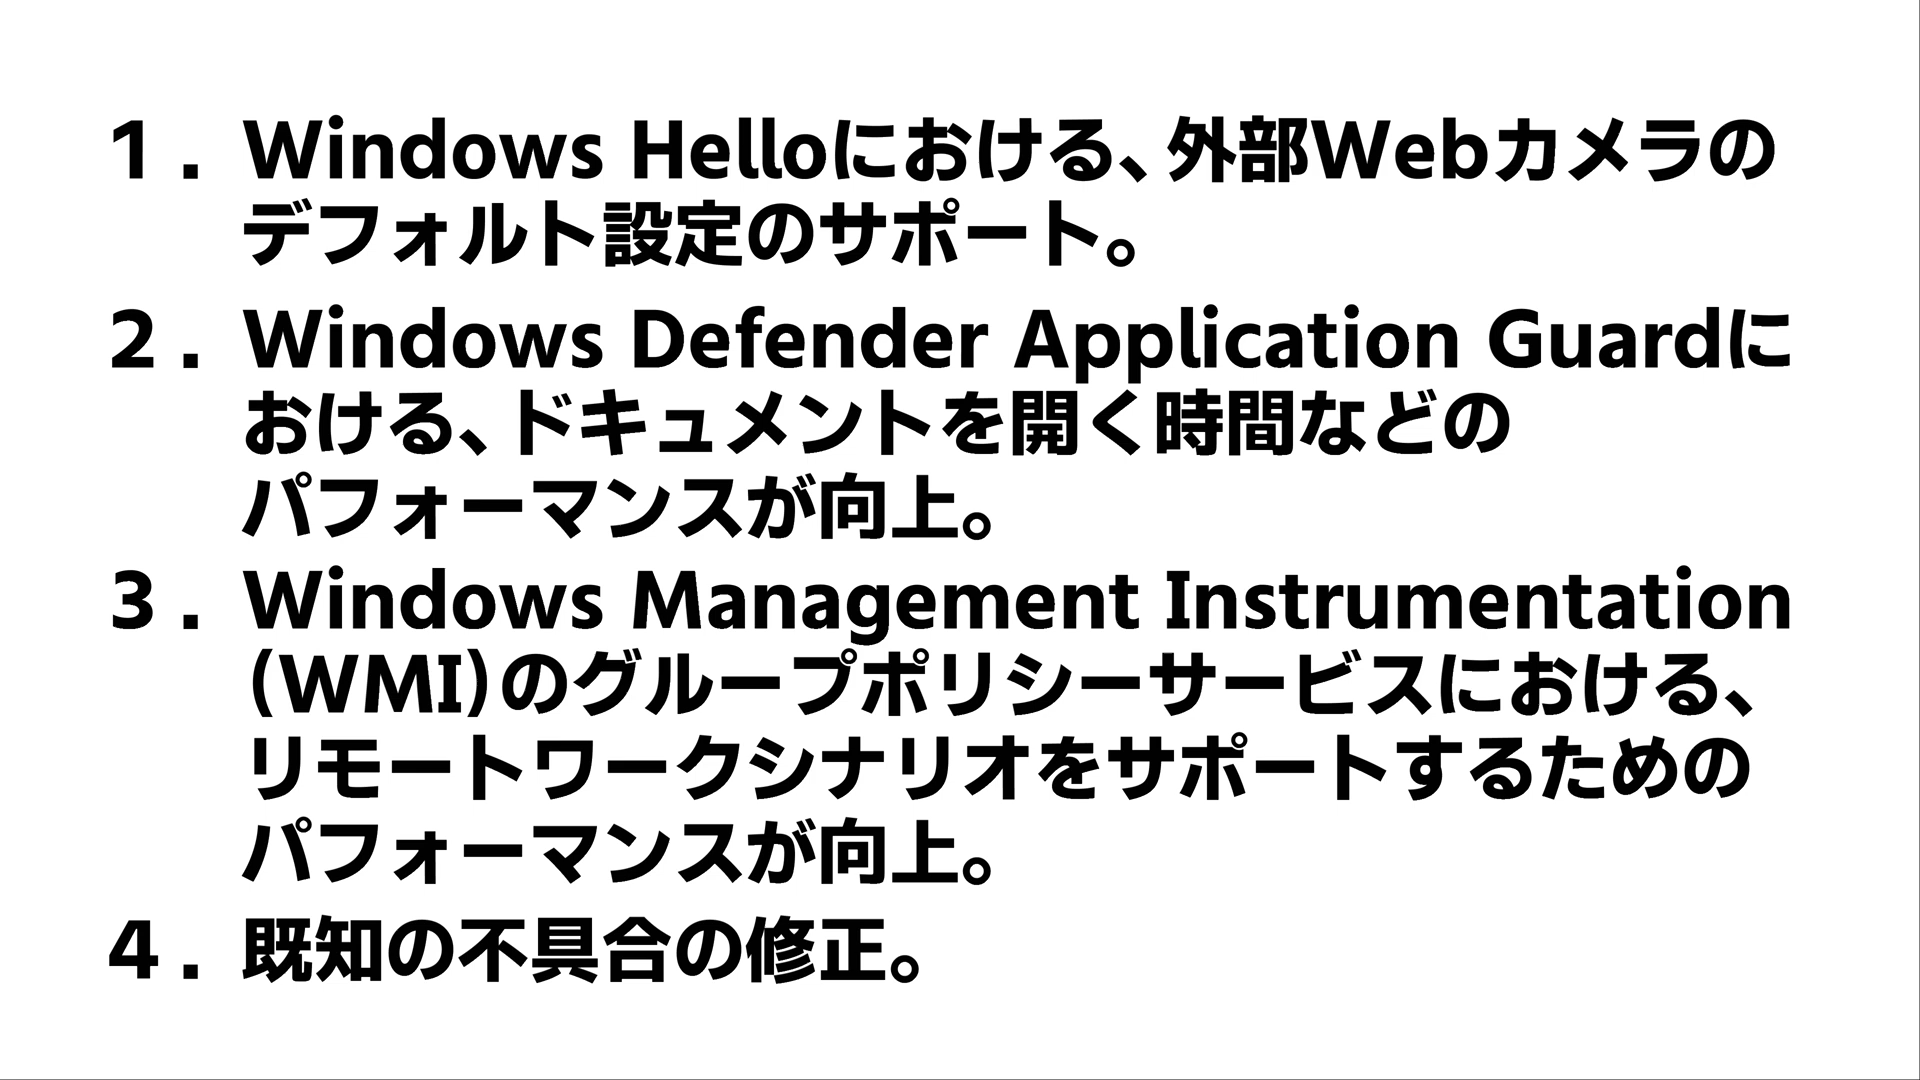 1. Windows Helloにおける、外部Webカメラの
デフォルト設定のサポート。
2. Windows Defender Application Guardに
おける、ドキュメントを開く時間などの
パフォーマンスが向上。
3. Windows Management Instrumentation
(WMI)のグループポリシーサービスにおける、
リモートワークシナリオをサポートするための
パフォーマンスが向上。
4. 既知の不具合の修正。